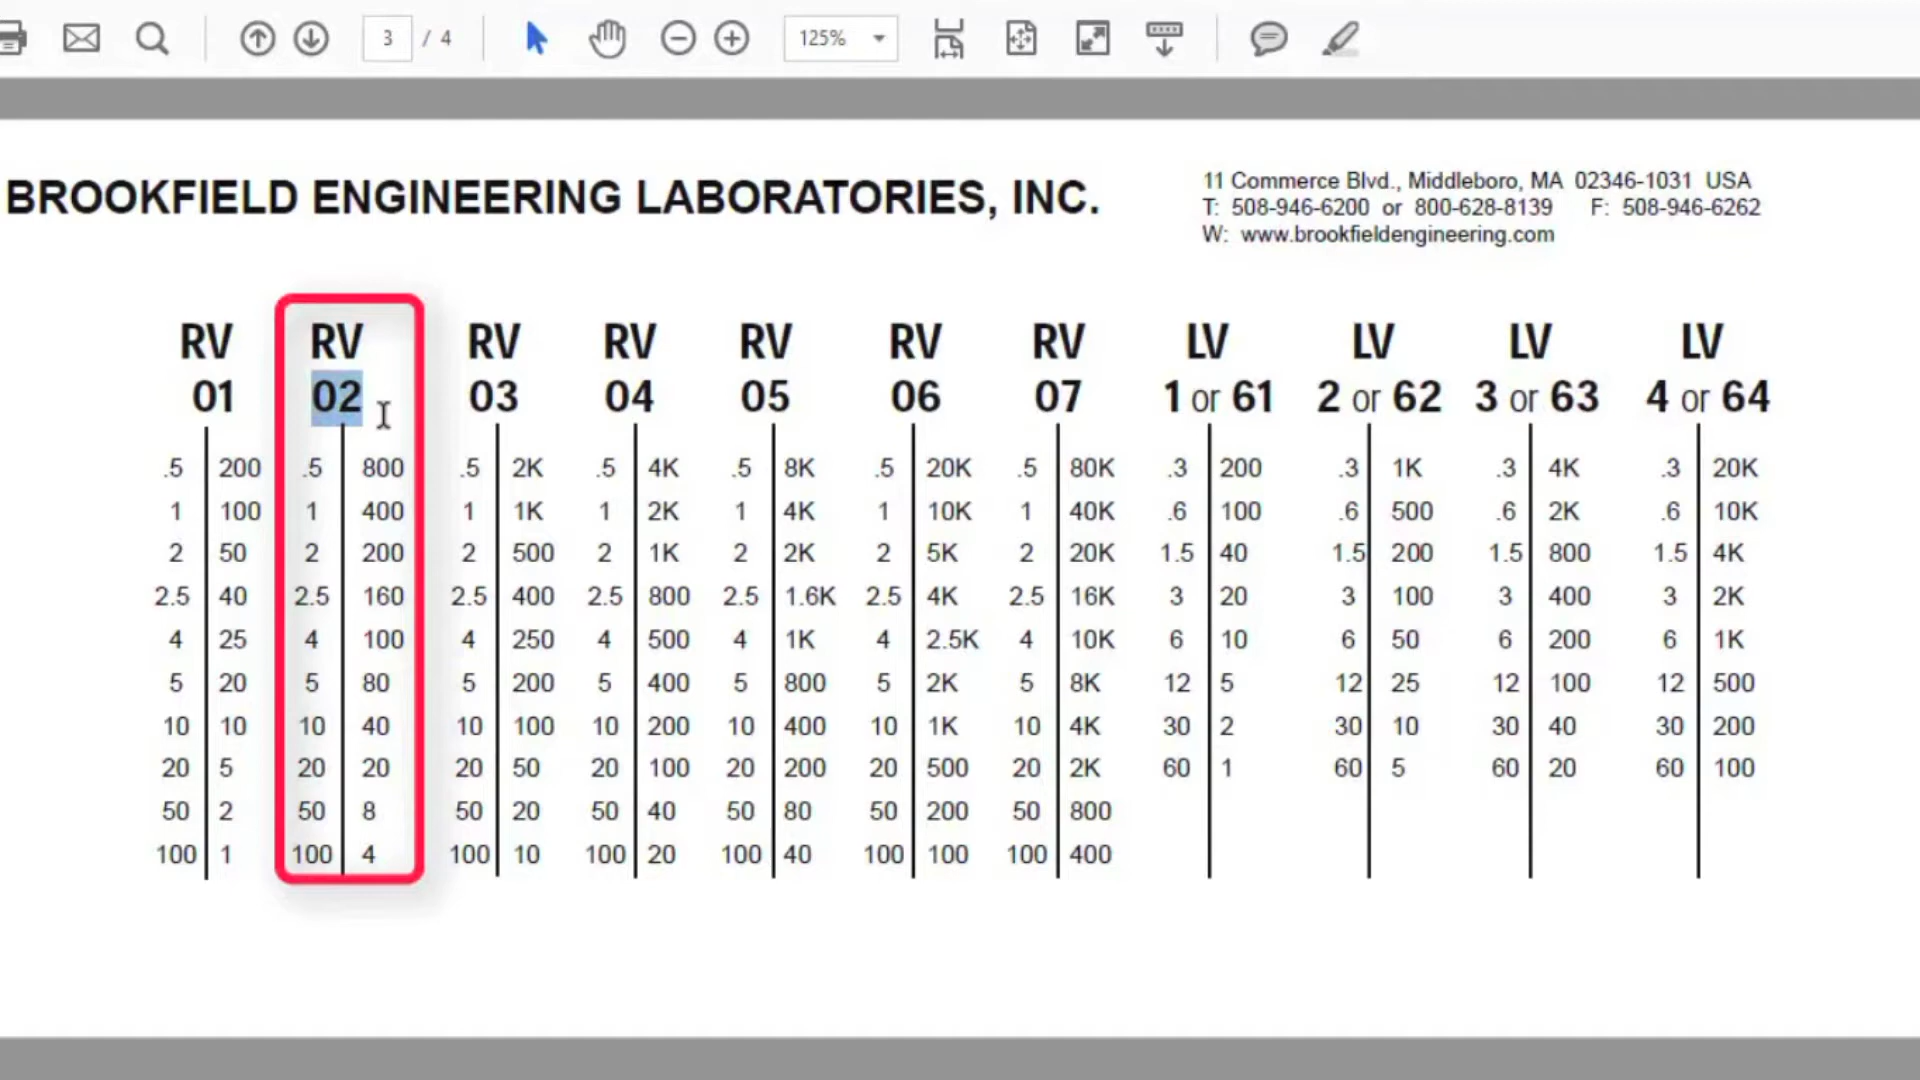 3 / 4 125%
BROOKFIELD ENGINEERING LABORATORIES, INC.
11 Commerce Blvd., Middleboro, MA 02346-1031 USA
T: 508-946-6200 or 800-628-8139 F: 508-946-6262
W: www.brookfieldengineering.com
RV RV RV RV RV RV RV LV LV LV LV
01 02 03 04 05 06 07 1 or 61 2 or 62 3 or 63 4 or 64
.5 200 .5 800 .5 2K .5 4K .5 8K .5 20K .5 80K .3 200 .3 1K .3 4K .3 20K
1 100 1 400 1 1K 1 2K 1 4K 1 10K 1 40K .6 100 .6 500 .6 2K .6 10K
2 50 2 200 2 500 2 1K 2 2K 2 5K 2 20K 1.5 40 1.5 200 1.5 800 1.5 4K
2.5 40 2.5 160 2.5 400 2.5 800 2.5 1.6K 2.5 4K 2.5 16K 3 20 3 100 3 400 3 2K
4 25 4 100 4 250 4 500 4 1K 4 2.5K 4 10K 6 10 6 50 6 200 6 1K
5 20 5 80 5 200 5 400 5 800 5 2K 5 8K 12 5 12 25 12 100 12 500
10 10 10 40 10 100 10 200 10 400 10 1K 10 4K 30 2 30 10 30 40 30 200
20 5 20 20 20 50 20 100 20 200 20 500 20 2K 60 1 60 5 60 20 60 100
50 2 50 8 50 20 50 40 50 80 50 200 50 800
100 1 100 4 100 10 100 20 100 40 100 100 100 400